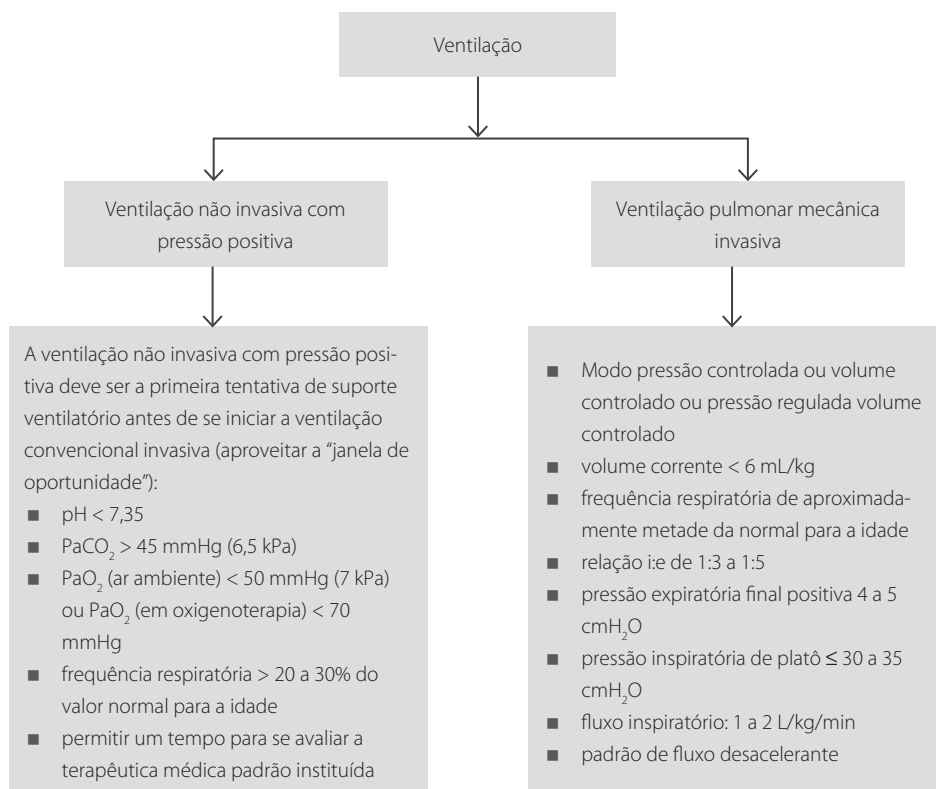 Ventilação
Ventilação não invasiva com
pressão positiva
Ventilação pulmonar mecânica
invasiva
A ventilação não invasiva com pressão posi-
tiva deve ser a primeira tentativa de suporte
ventilatório antes de se iniciar a ventilação
convencional invasiva (aproveitar a “janela de
oportunidade”):
■ pH < 7,35
■ PaCO₂ > 45 mmHg (6,5 kPa)
■ PaO₂ (ar ambiente) < 50 mmHg (7 kPa)
ou PaO₂ (em oxigenoterapia) < 70
mmHg
■ frequência respiratória > 20 a 30% do
valor normal para a idade
■ permitir um tempo para se avaliar a
terapêutica médica padrão instituída
■ Modo pressão controlada ou volume
controlado ou pressão regulada volume
controlado
■ volume corrente < 6 mL/kg
■ frequência respiratória de aproximada-
mente metade da normal para a idade
■ relação i:e de 1:3 a 1:5
■ pressão expiratória final positiva 4 a 5
cmH₂O
■ pressão inspiratória de platô ≤ 30 a 35
cmH₂O
■ fluxo inspiratório: 1 a 2 L/kg/min
■ padrão de fluxo desacelerante